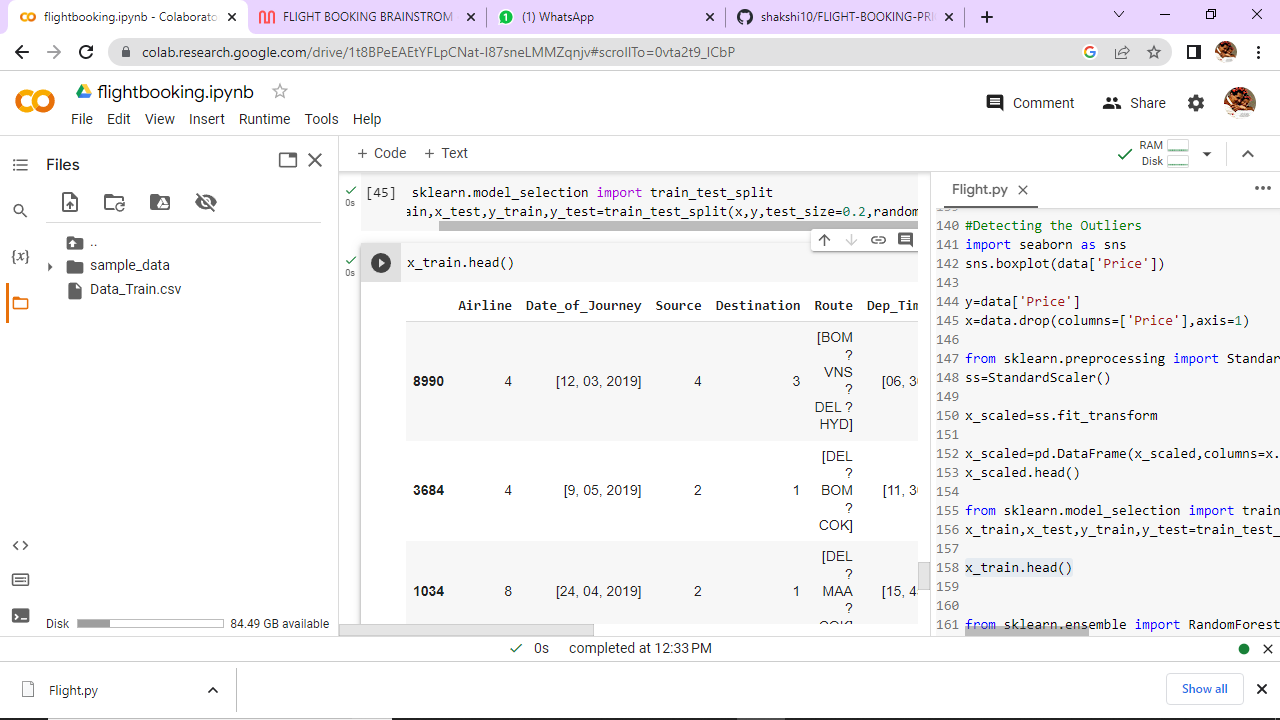 flightbooking.ipynb - Colaborato
FLIGHT BOOKING BRAINSTROM
(1) WhatsApp
shakshi10/FLIGHT-BOOKING-PRI
colab.research.google.com/drive/1t8BPeEAEtYFLpCNat-I87sneLMMZqnjv#scrollTo=0vta2t9_ICbP
flightbooking.ipynb
File Edit View Insert Runtime Tools Help
Comment
Share
Files
+ Code + Text
RAM
Disk
..
sample_data
Data_Train.csv
{x}
Disk
84.49 GB available
[45] sklearn.model_selection import train_test_split
0s
ain,x_test,y_train,y_test=train_test_split(x,y,test_size=0.2,random
x_train.head()
0s
Airline Date_of_Journey Source Destination Route Dep_Tim
[BOM
?
VNS
8990 4 [12, 03, 2019] 4 3 [06, 30
?
DEL ?
HYD]
[DEL
?
3684 4 [9, 05, 2019] 2 1 BOM [11, 30
?
COK]
[DEL
?
1034 8 [24, 04, 2019] 2 1 MAA [15, 4
?
COK]
Flight.py
140 #Detecting the Outliers
141 import seaborn as sns
142 sns.boxplot(data['Price'])
143
144 y=data['Price']
145 x=data.drop(columns=['Price'],axis=1)
146
147 from sklearn.preprocessing import Standar
148 ss=StandardScaler()
149
150 x_scaled=ss.fit_transform
151
152 x_scaled=pd.DataFrame(x_scaled,columns=x.
153 x_scaled.head()
154
155 from sklearn.model_selection import train
156 x_train,x_test,y_train,y_test=train_test_
157
158 x_train.head()
159
160
161 from sklearn.ensemble import RandomForest
0s completed at 12:33 PM
Flight.py
Show all